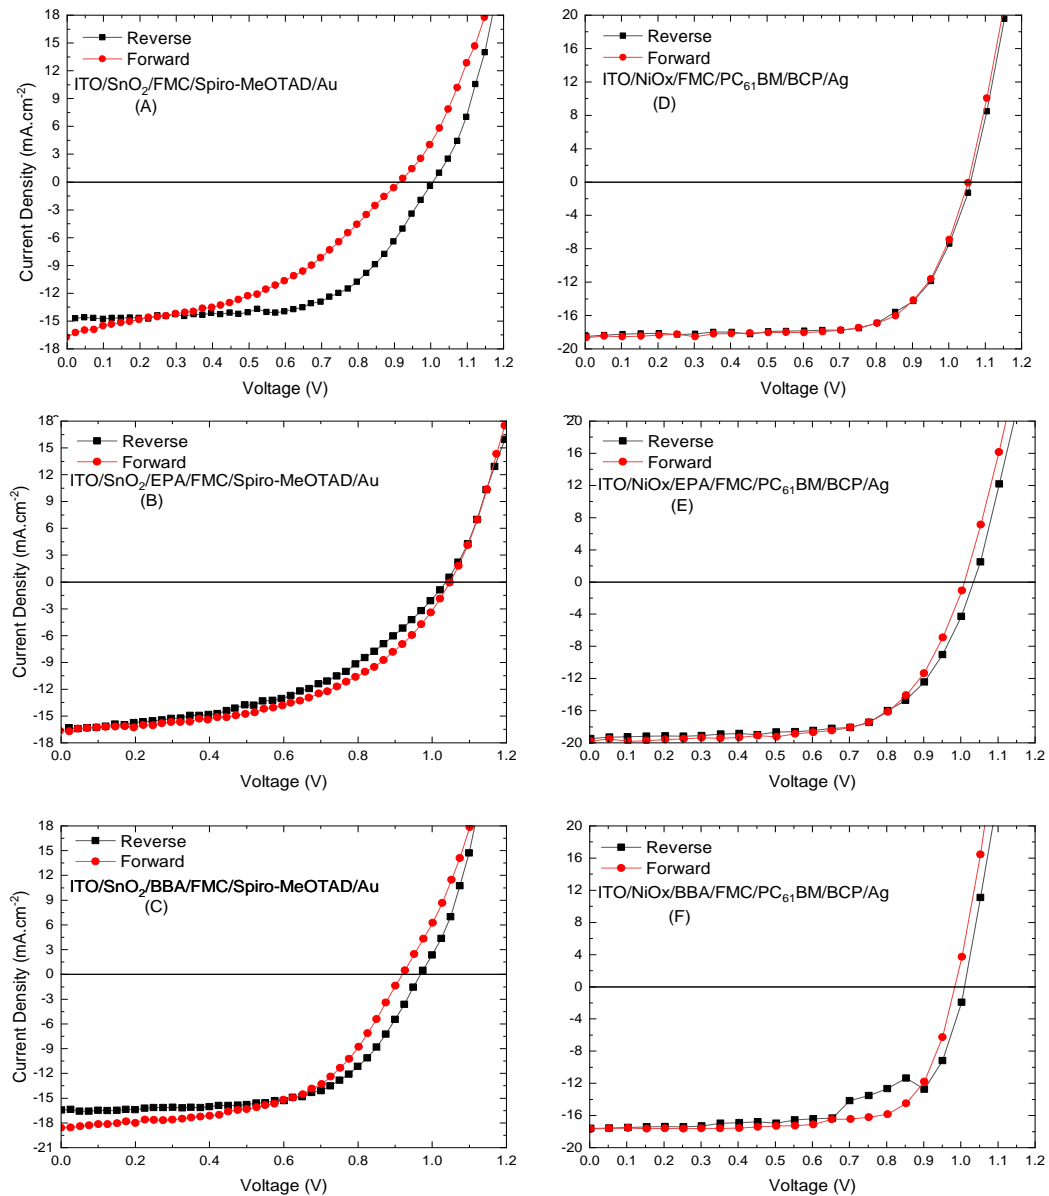 Reverse
Forward
ITO/SnO2/FMC/Spiro-MeOTAD/Au
(A)
Current Density (mA.cm-2)
18
15
12
9
6
3
0
-3
-6
-9
-12
-15
-18
0.0 0.1 0.2 0.3 0.4 0.5 0.6 0.7 0.8 0.9 1.0 1.1 1.2
Voltage (V)
Reverse
Forward
ITO/NiOx/FMC/PC61BM/BCP/Ag
(D)
20
16
12
8
4
0
-4
-8
-12
-16
-20
0.0 0.1 0.2 0.3 0.4 0.5 0.6 0.7 0.8 0.9 1.0 1.1 1.2
Voltage (V)
Reverse
Forward
ITO/SnO2/EPA/FMC/Spiro-MeOTAD/Au
(B)
Current Density (mA.cm-2)
18
15
12
9
6
3
0
-3
-6
-9
-12
-15
-18
0.0 0.2 0.4 0.6 0.8 1.0 1.2
Voltage (V)
Reverse
Forward
ITO/NiOx/EPA/FMC/PC61BM/BCP/Ag
(E)
20
16
12
8
4
0
-4
-8
-12
-16
-20
0.0 0.1 0.2 0.3 0.4 0.5 0.6 0.7 0.8 0.9 1.0 1.1 1.2
Voltage (V)
Reverse
Forward
ITO/SnO2/BBA/FMC/Spiro-MeOTAD/Au
(C)
Current Density (mA.cm-2)
18
15
12
9
6
3
0
-3
-6
-9
-12
-15
-18
-21
0.0 0.2 0.4 0.6 0.8 1.0 1.2
Voltage (V)
Reverse
Forward
ITO/NiOx/BBA/FMC/PC61BM/BCP/Ag
(F)
20
16
12
8
4
0
-4
-8
-12
-16
-20
0.0 0.1 0.2 0.3 0.4 0.5 0.6 0.7 0.8 0.9 1.0 1.1 1.2
Voltage (V)